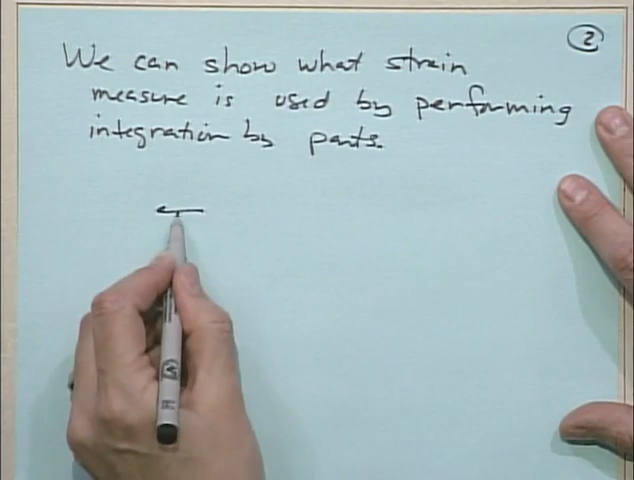 2
We can show what strain
measure is used by performing
integration by parts.